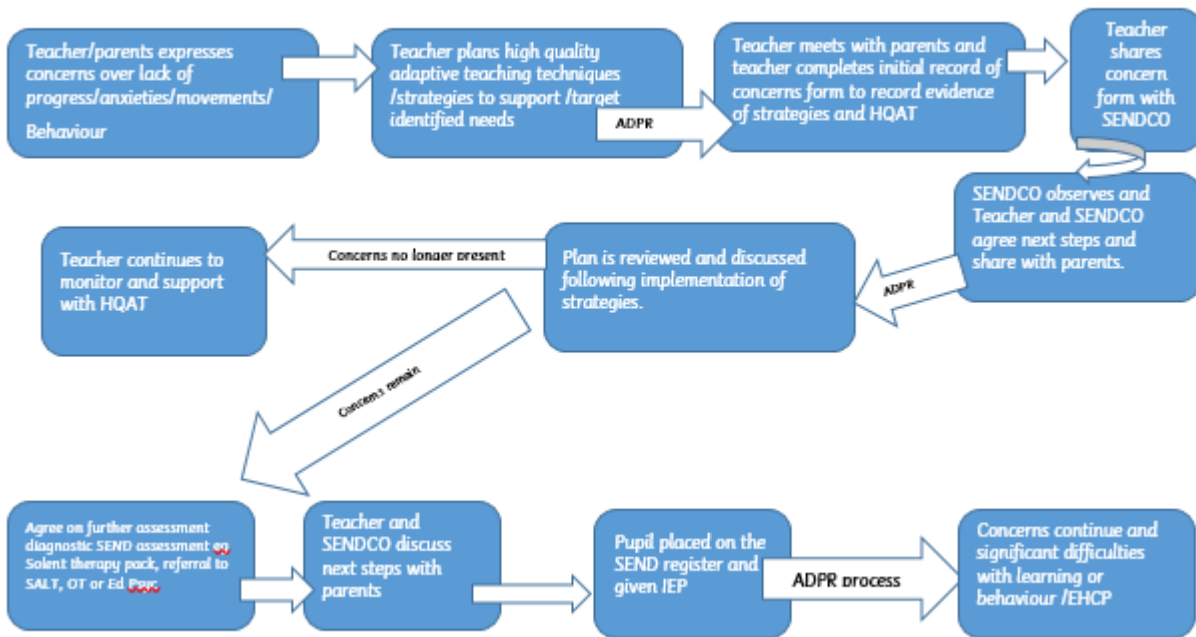 Teacher/parents expresses
concerns over lack of
progress/anxieties/movements/
Behaviour
Teacher plans high quality
adaptive teaching techniques
/strategies to support /target
identified needs
ADPR
Teacher meets with parents and
teacher completes initial record of
concerns form to record evidence
of strategies and HQAT
Teacher
shares
concern
form with
SENDCO
SENDCO observes and
Teacher and SENDCO
agree next steps and
share with parents.
ADPR
Plan is reviewed and discussed
following implementation of
strategies.
Concerns no longer present
Teacher continues to
monitor and support
with HQAT
Concerns remain
Agree on further assessment
diagnostic SEND assessment eg
Solent therapy pack, referral to
SALT, OT or Ed Psyc
Teacher and
SENDCO discuss
next steps with
parents
Pupil placed on the
SEND register and
given IEP
ADPR process
Concerns continue and
significant difficulties
with learning or
behaviour /EHCP